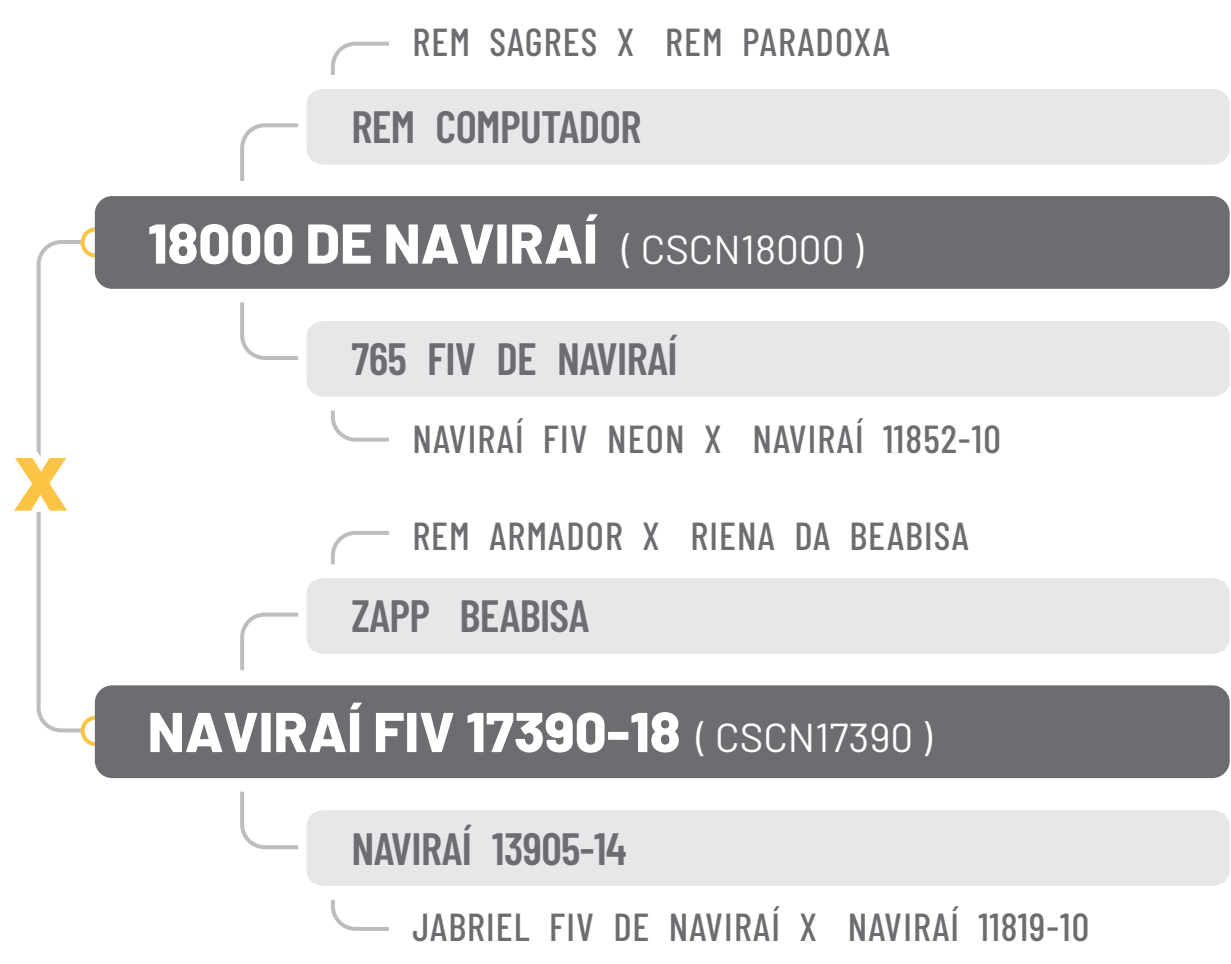 REM SAGRES X REM PARADOXA
REM COMPUTADOR
18000 DE NAVIRAÍ ( CSCN18000 )
765 FIV DE NAVIRAÍ
NAVIRAÍ FIV NEON X NAVIRAÍ 11852-10
X
REM ARMADOR X RIENA DA BEABISA
ZAPP BEABISA
NAVIRAÍ FIV 17390-18 ( CSCN17390 )
NAVIRAÍ 13905-14
JABRIEL FIV DE NAVIRAÍ X NAVIRAÍ 11819-10